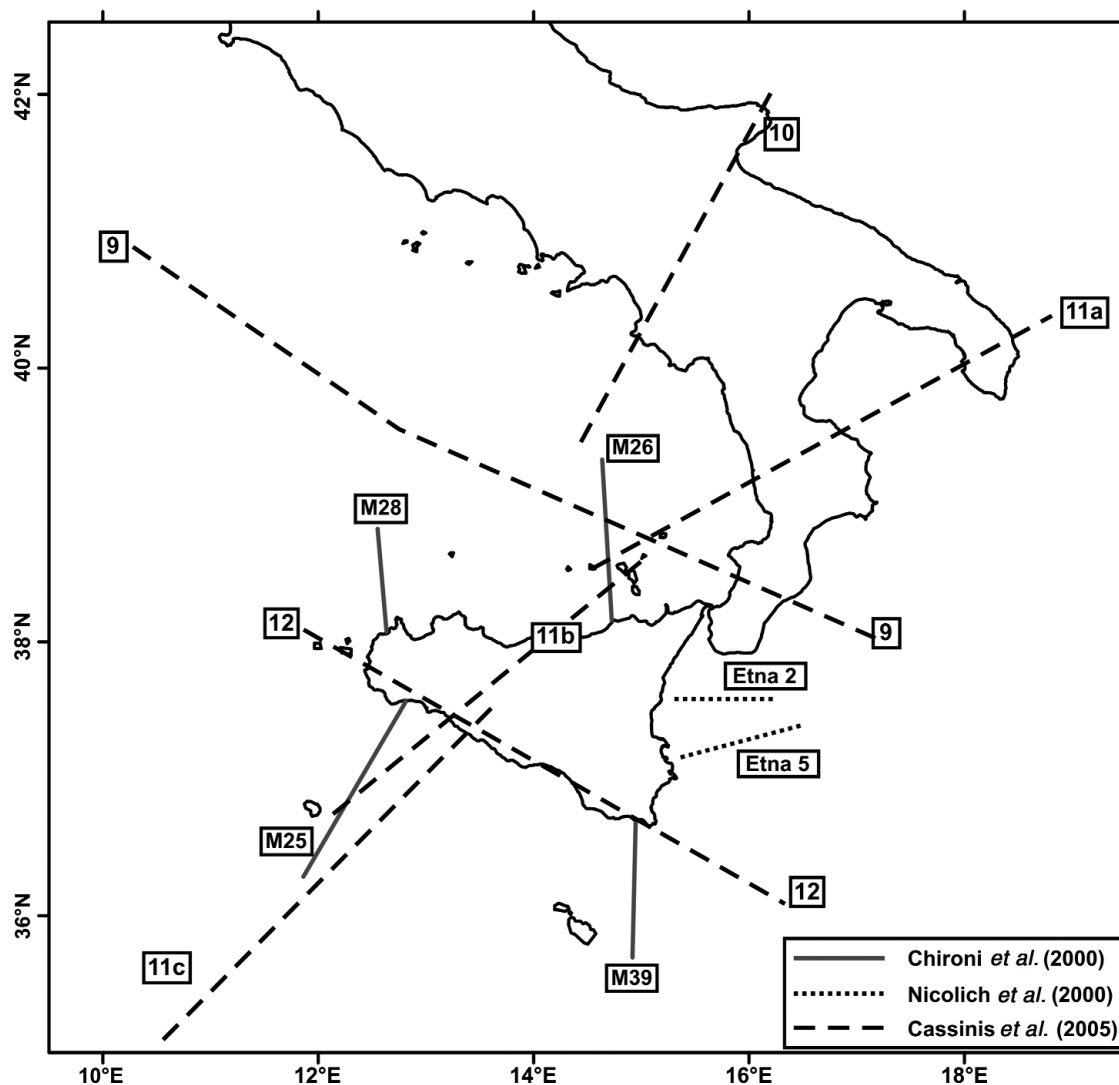 42°N
10
9
11a
40°N
M26
M28
12
11b
9
38°N
Etna 2
Etna 5
M25
12
36°N
11c
M39
Chironi et al. (2000)
Nicolich et al. (2000)
Cassinis et al. (2005)
10°E 12°E 14°E 16°E 18°E